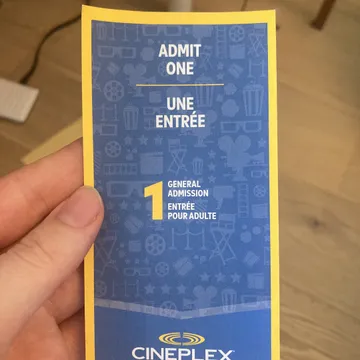 ADMIT
ONE
UNE
ENTRÉE
1 GENERAL
ADMISSION
ENTRÉE
POUR ADULTE
CINEPLEX